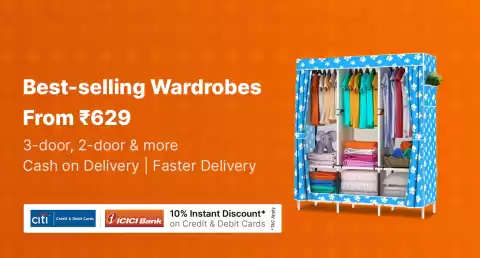 Best-selling Wardrobes
From ₹629
3-door, 2-door & more
Cash on Delivery | Faster Delivery
citi Credit & Debit Cards
ICICI Bank
10% Instant Discount*
on Credit & Debit Cards
*T&C Apply